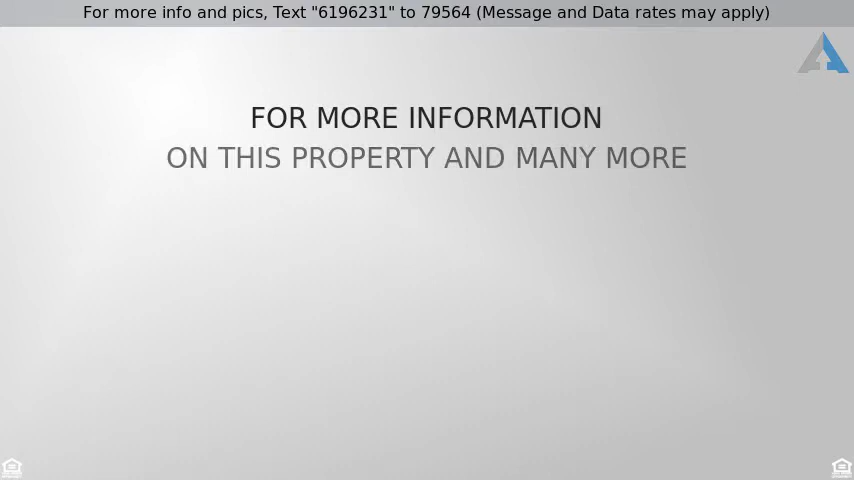 For more info and pics, Text "6196231" to 79564 (Message and Data rates may apply)
FOR MORE INFORMATION
ON THIS PROPERTY AND MANY MORE